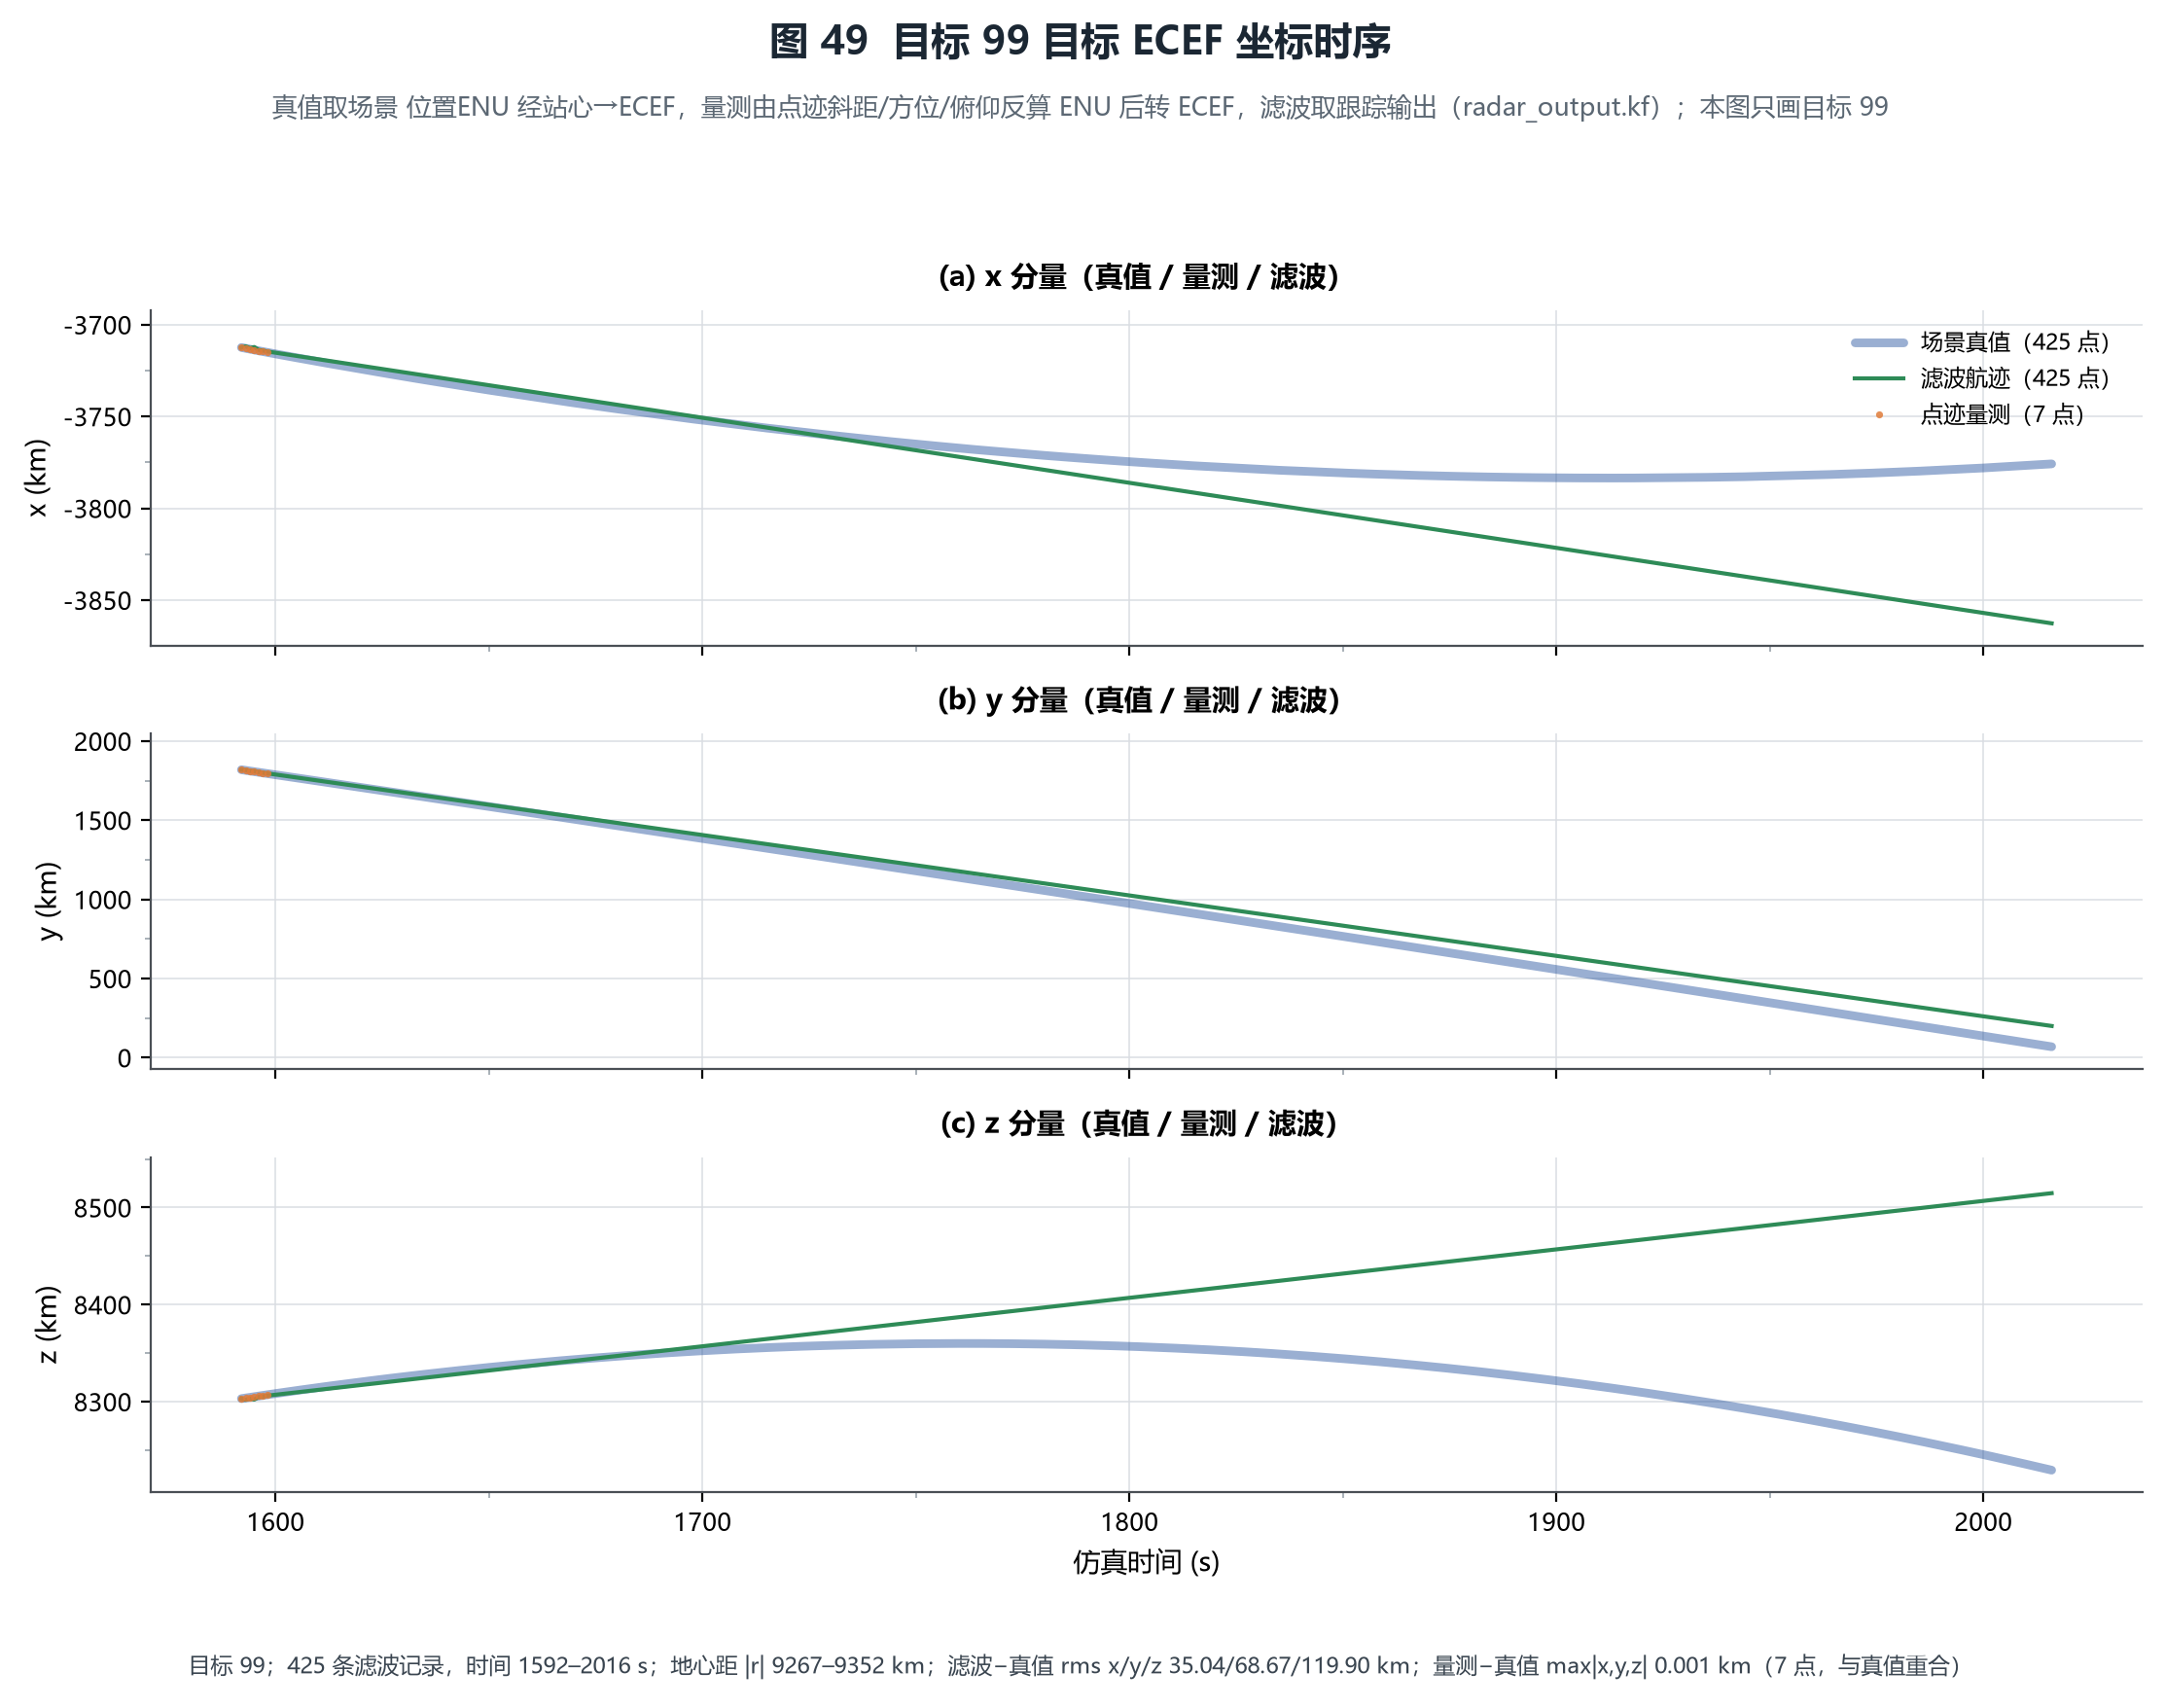 图 49  目标 99 目标 ECEF 坐标时序
真值取场景 位置ENU 经站心→ECEF，量测由点迹斜距/方位/俯仰反算 ENU 后转 ECEF，滤波取跟踪输出（radar_output.kf）；本图只画目标 99
(a) x 分量（真值 / 量测 / 滤波）
x (km)
-3700
-3750
-3800
-3850
场景真值（425 点）
滤波航迹（425 点）
点迹量测（7 点）
(b) y 分量（真值 / 量测 / 滤波）
y (km)
2000
1500
1000
500
0
(c) z 分量（真值 / 量测 / 滤波）
z (km)
8500
8400
8300
1600
1700
1800
1900
2000
仿真时间 (s)
目标 99；425 条滤波记录，时间 1592–2016 s；地心距 |r| 9267–9352 km；滤波−真值 rms x/y/z 35.04/68.67/119.90 km；量测−真值 max|x,y,z| 0.001 km（7 点，与真值重合）